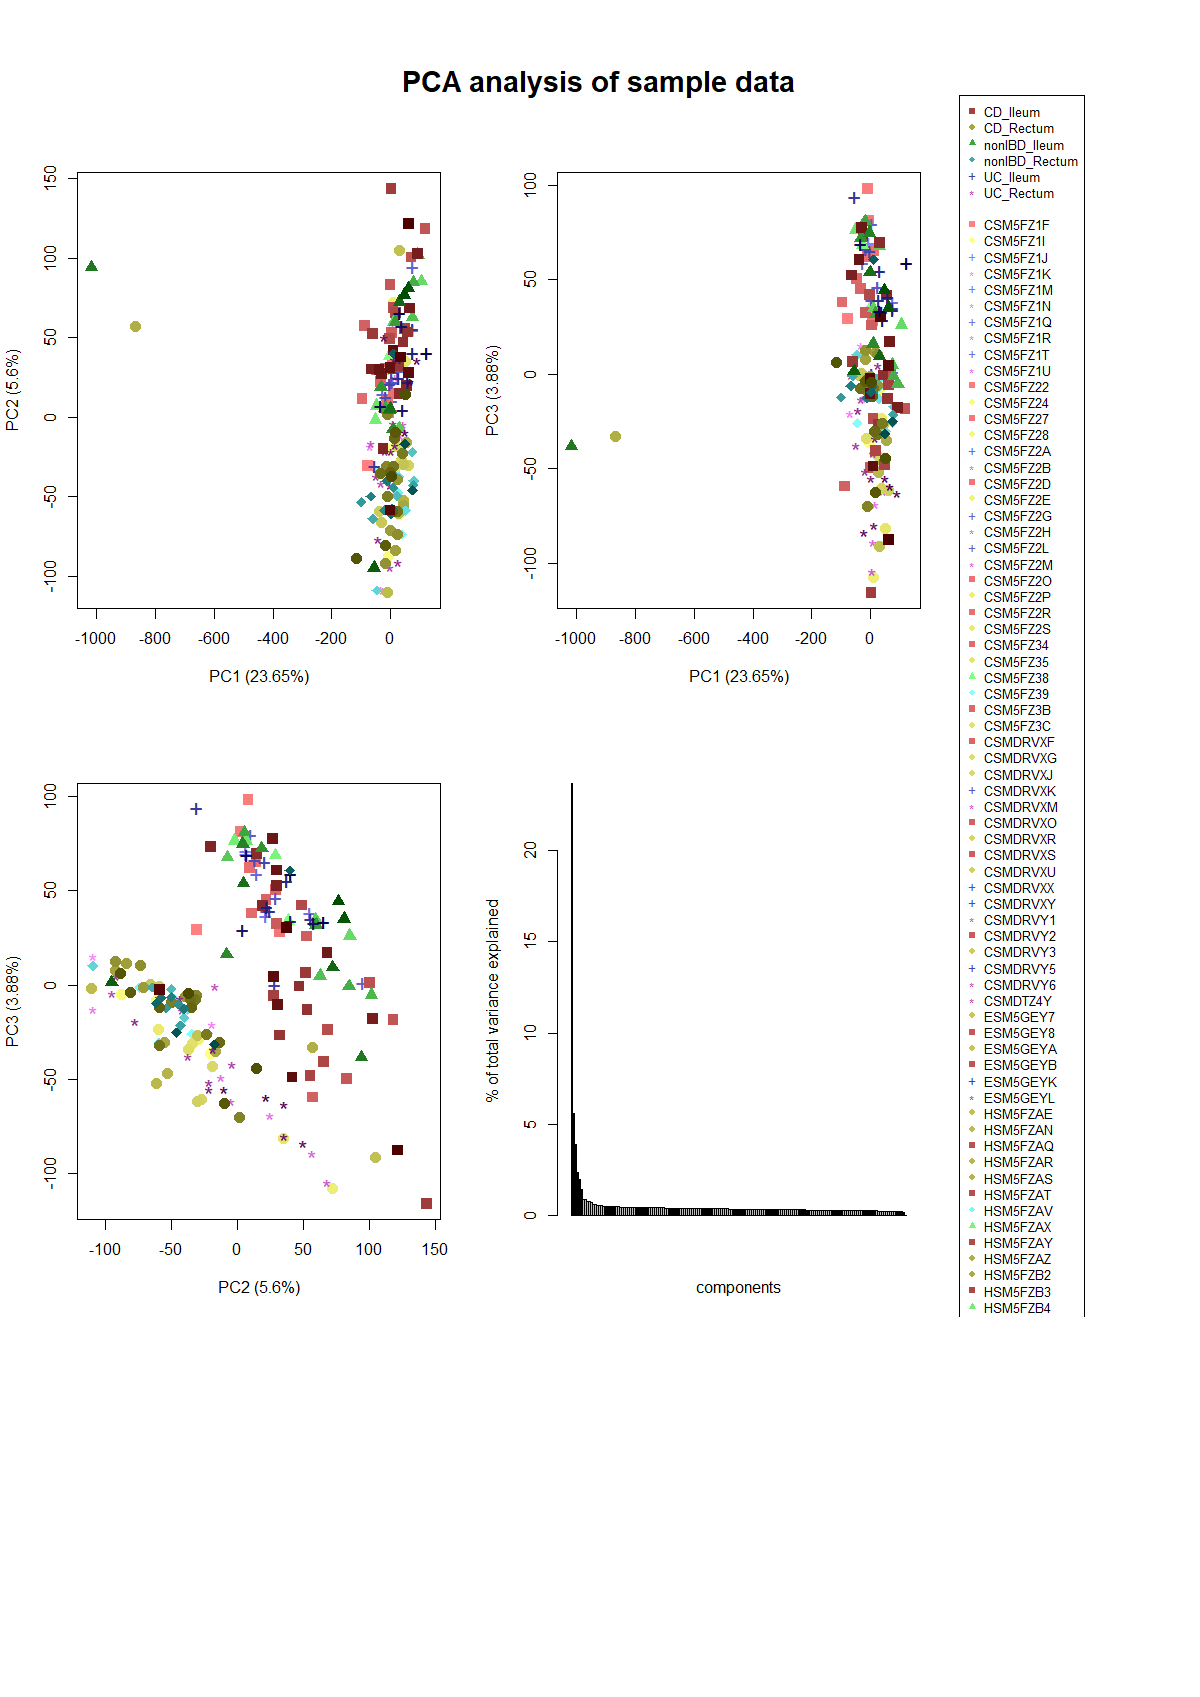 PCA analysis of sample data
150
100
50
0
-50
-100
PC2 (5.6%)
-1000 -800 -600 -400 -200 0
PC1 (23.65%)
100
50
0
-50
-100
PC3 (3.88%)
-1000 -800 -600 -400 -200 0
PC1 (23.65%)
100
50
0
-50
-100
PC3 (3.88%)
-100 -50 0 50 100 150
PC2 (5.6%)
20
15
10
5
0
% of total variance explained
components
CD_Ileum
CD_Rectum
nonIBD_Ileum
nonIBD_Rectum
UC_Ileum
UC_Rectum
CSM5FZ1F
CSM5FZ1I
CSM5FZ1J
CSM5FZ1K
CSM5FZ1M
CSM5FZ1N
CSM5FZ1Q
CSM5FZ1R
CSM5FZ1T
CSM5FZ1U
CSM5FZ22
CSM5FZ24
CSM5FZ27
CSM5FZ28
CSM5FZ2A
CSM5FZ2B
CSM5FZ2D
CSM5FZ2E
CSM5FZ2G
CSM5FZ2H
CSM5FZ2L
CSM5FZ2M
CSM5FZ2O
CSM5FZ2P
CSM5FZ2R
CSM5FZ2S
CSM5FZ34
CSM5FZ35
CSM5FZ38
CSM5FZ39
CSM5FZ3B
CSM5FZ3C
CSMDRVXF
CSMDRVXG
CSMDRVXJ
CSMDRVXK
CSMDRVXM
CSMDRVXO
CSMDRVXR
CSMDRVXS
CSMDRVXU
CSMDRVXX
CSMDRVXY
CSMDRVY1
CSMDRVY2
CSMDRVY3
CSMDRVY5
CSMDRVY6
CSMDTZ4Y
ESM5GEY7
ESM5GEY8
ESM5GEYA
ESM5GEYB
ESM5GEYK
ESM5GEYL
HSM5FZAE
HSM5FZAN
HSM5FZAQ
HSM5FZAR
HSM5FZAS
HSM5FZAT
HSM5FZAV
HSM5FZAX
HSM5FZAY
HSM5FZAZ
HSM5FZB2
HSM5FZB3
HSM5FZB4